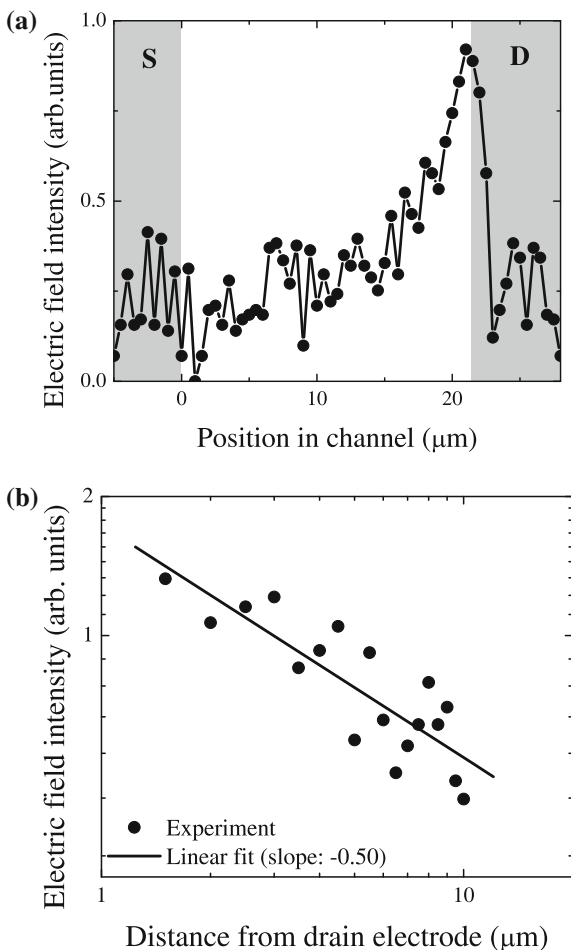 (a)
Electric field intensity (arb.units)
1.0
0.5
0.0
S
D
0
10
20
Position in channel (μm)
(b)
Electric field intensity (arb. units)
2
1
Experiment
Linear fit (slope: -0.50)
1
10
Distance from drain electrode (μm)